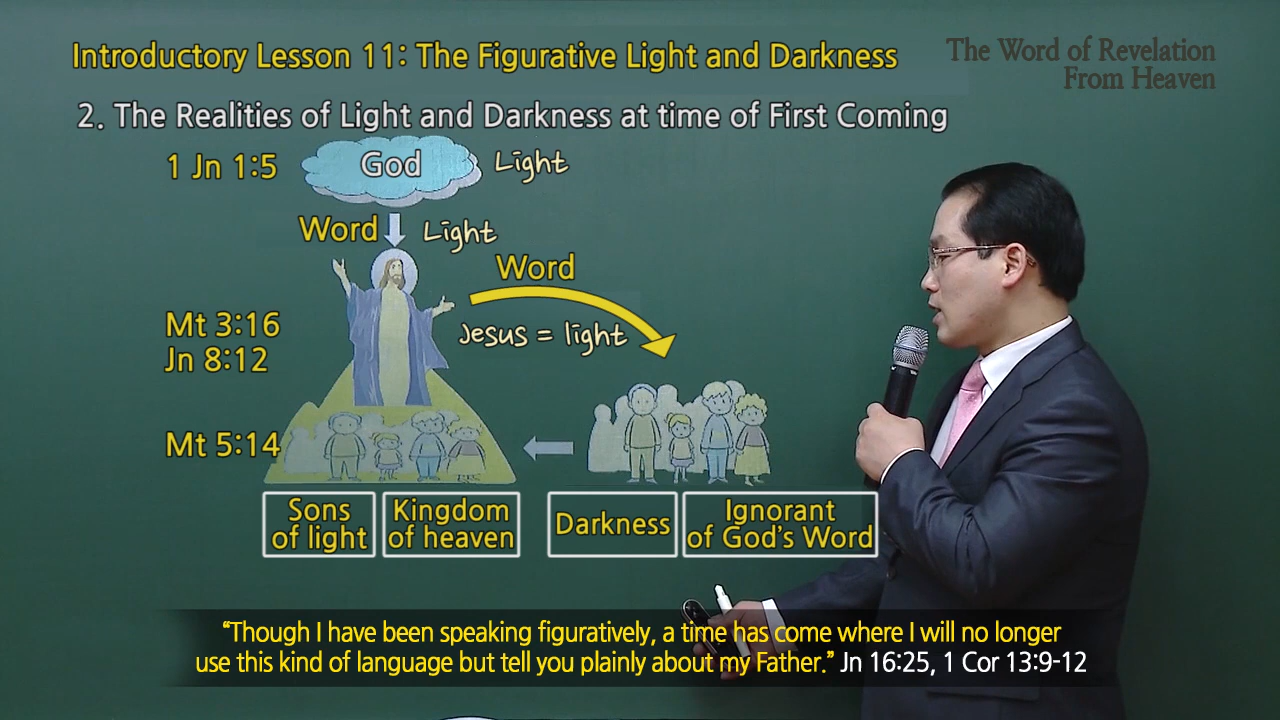 Introductory Lesson 11: The Figurative Light and Darkness
The Word of Revelation
From Heaven
2. The Realities of Light and Darkness at time of First Coming
1 Jn 1:5
God
Light
Word
Light
Word
Mt 3:16
Jn 8:12
Jesus = light
Mt 5:14
Sons
of light
Kingdom
of heaven
Darkness
Ignorant
of God's Word
“Though I have been speaking figuratively, a time has come where I will no longer
use this kind of language but tell you plainly about my Father.” Jn 16:25, 1 Cor 13:9-12